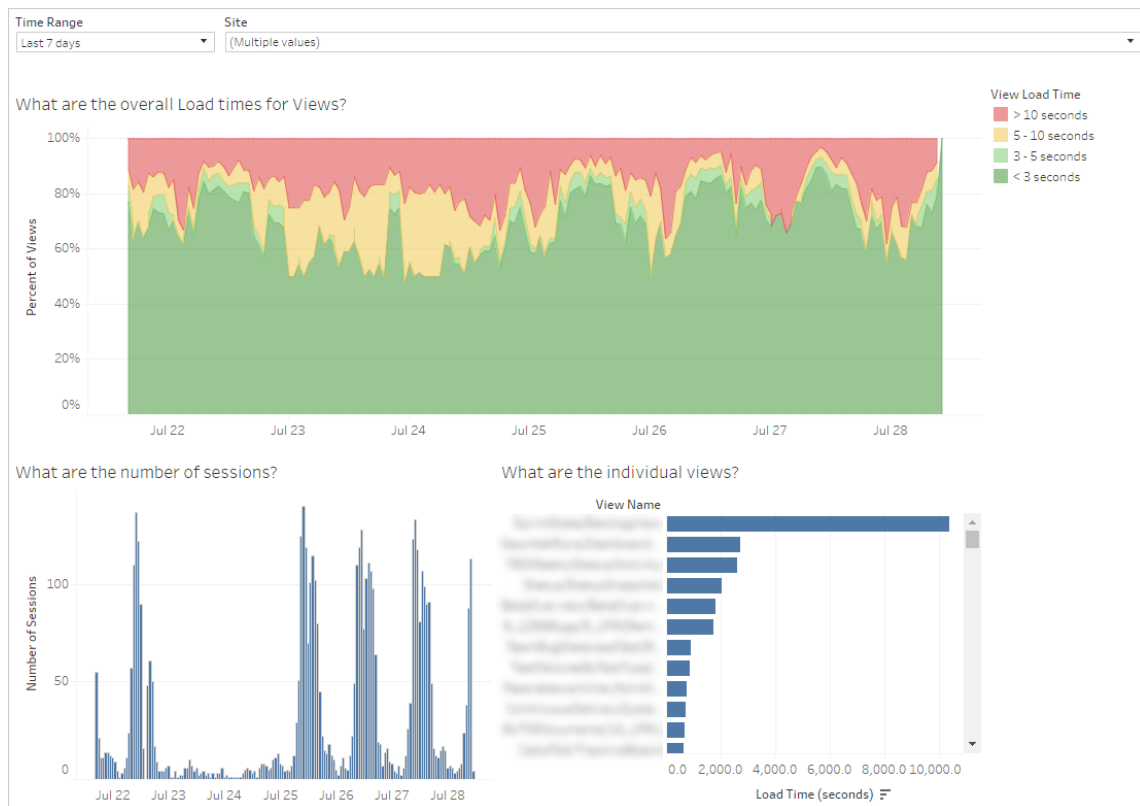 Time Range
Site
Last 7 days
(Multiple values)
What are the overall Load times for Views?
View Load Time
> 10 seconds
5 - 10 seconds
3 - 5 seconds
< 3 seconds
100%
80%
60%
40%
20%
0%
Percent of Views
Jul 22 Jul 23 Jul 24 Jul 25 Jul 26 Jul 27 Jul 28
What are the number of sessions?
100
50
0
Number of Sessions
Jul 22 Jul 23 Jul 24 Jul 25 Jul 26 Jul 27 Jul 28
What are the individual views?
View Name
0.0 2,000.0 4,000.0 6,000.0 8,000.0 10,000.0
Load Time (seconds)